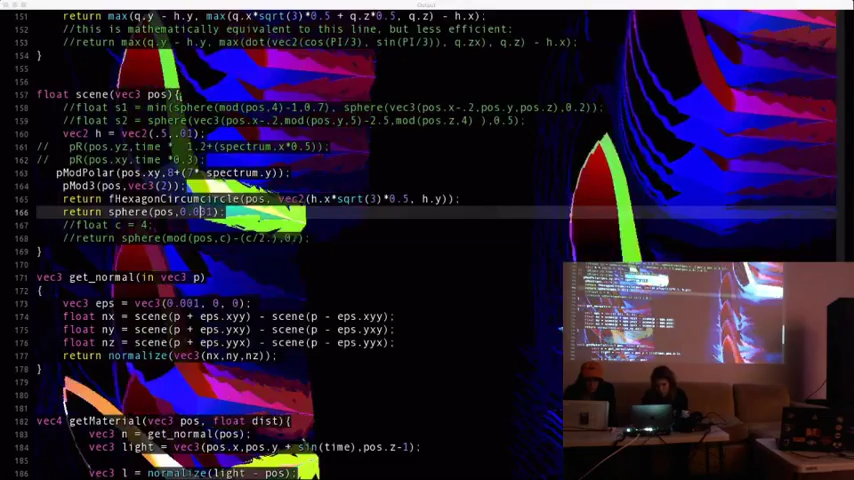 151 return max(q.y - h.y, max(q.x*sqrt(3)*0.5 + q.z*0.5, q.z) - h.x);
152 //this is mathematically equivalent to this line, but less efficient:
153 //return max(q.y - h.y, max(dot(vec2(cos(PI/3), sin(PI/3)), q.zx), q.z) - h.x);
154 }
155
156
157 float scene(vec3 pos){
158 //float s1 = min(sphere(mod(pos.4)-1,0.7), sphere(vec3(pos.x-.2,pos.y,pos.z),0.2));
159 //float s2 = sphere(vec3(pos.x-.2,mod(pos.y,5)-2.5,mod(pos.z,4) ),0.5);
160 vec2 h = vec2(.5,.01);
161 // pR(pos.yz,time * 1.2+(spectrum.x*0.5));
162 // pR(pos.xy,time *0.3);
163 pModPolar(pos.xy,8+(7* spectrum.y));
164 pMod3(pos,vec3(2));
165 return fHexagonCircumcircle(pos, vec2(h.x*sqrt(3)*0.5, h.y));
166 return sphere(pos,0.031);
167 //float c = 4;
168 //return sphere(mod(pos,c)-(c/2.),07);
169 }
170
171 vec3 get_normal(in vec3 p)
172 {
173 vec3 eps = vec3(0.001, 0, 0);
174 float nx = scene(p + eps.xyy) - scene(p - eps.xyy);
175 float ny = scene(p + eps.yxy) - scene(p - eps.yxy);
176 float nz = scene(p + eps.yyx) - scene(p - eps.yyx);
177 return normalize(vec3(nx,ny,nz));
178 }
179
180
181
182 vec4 getMaterial(vec3 pos, float dist){
183 vec3 n = get_normal(pos);
184 vec3 light = vec3(pos.x,pos.y + sin(time),pos.z-1);
185
186 vec3 l = normalize(light - pos);